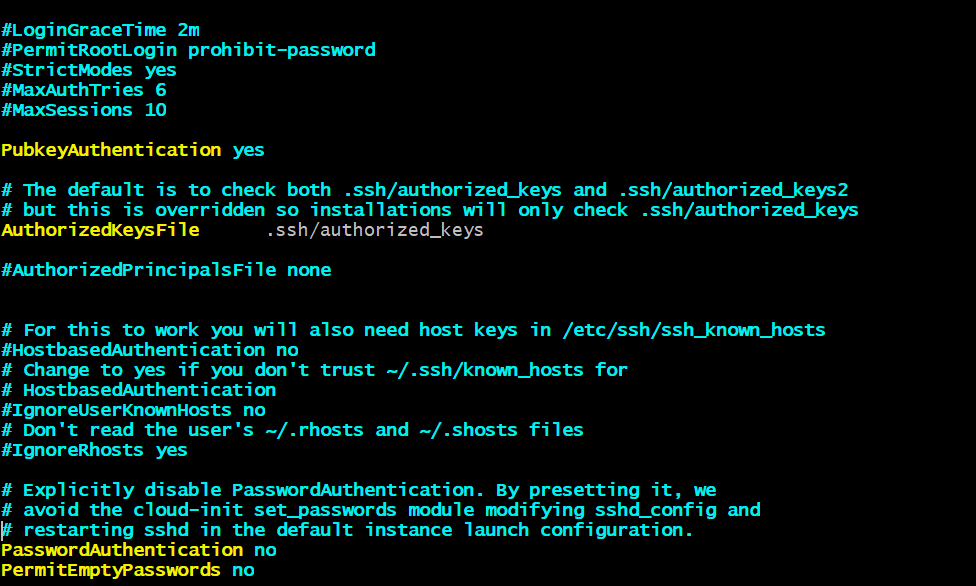 #LoginGraceTime 2m
#PermitRootLogin prohibit-password
#StrictModes yes
#MaxAuthTries 6
#MaxSessions 10
PubkeyAuthentication yes
# The default is to check both .ssh/authorized_keys and .ssh/authorized_keys2
# but this is overridden so installations will only check .ssh/authorized_keys
AuthorizedKeysFile      .ssh/authorized_keys
#AuthorizedPrincipalsFile none
# For this to work you will also need host keys in /etc/ssh/ssh_known_hosts
#HostbasedAuthentication no
# Change to yes if you don't trust ~/.ssh/known_hosts for
# HostbasedAuthentication
#IgnoreUserKnownHosts no
# Don't read the user's ~/.rhosts and ~/.shosts files
#IgnoreRhosts yes
# Explicitly disable PasswordAuthentication. By presetting it, we
# avoid the cloud-init set_passwords module modifying sshd_config and
# restarting sshd in the default instance launch configuration.
PasswordAuthentication no
PermitEmptyPasswords no